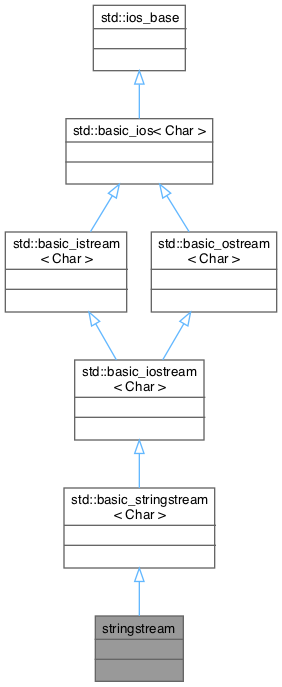 std::ios_base
std::basic_ios< Char >
std::basic_istream
< Char >
std::basic_ostream
< Char >
std::basic_iostream
< Char >
std::basic_stringstream
< Char >
stringstream